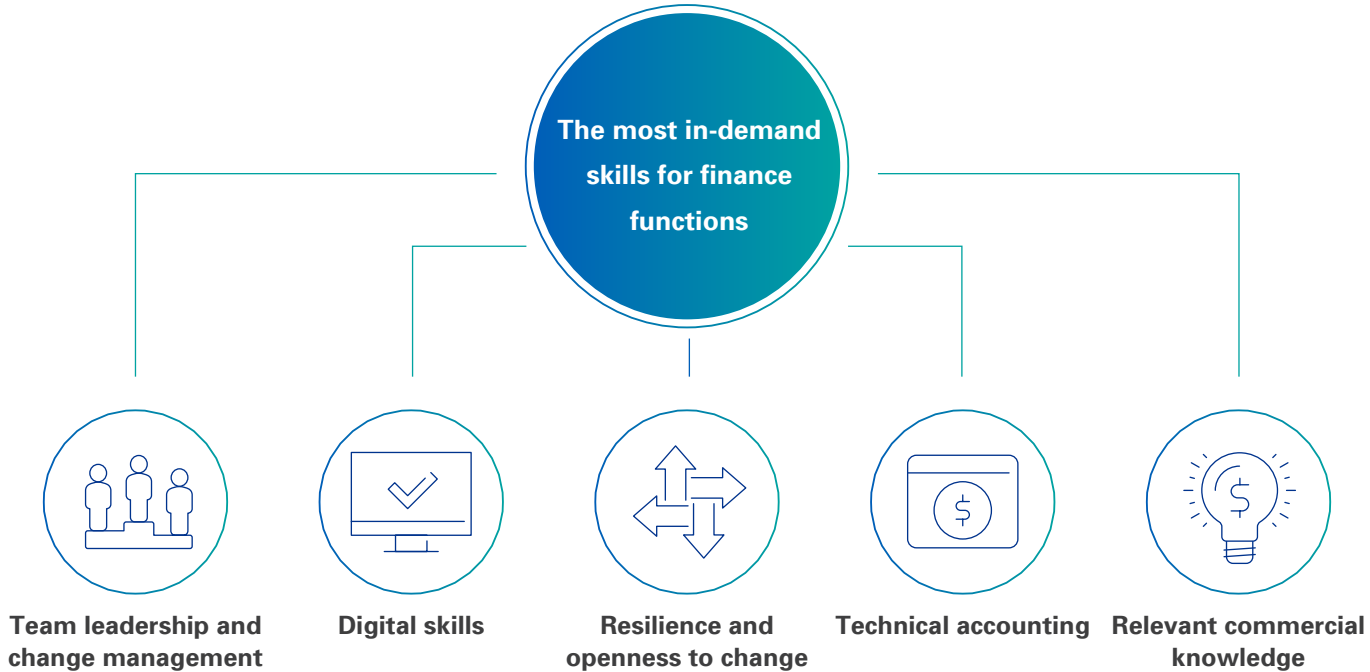 The most in-demand
skills for finance
functions
Team leadership and
change management
Digital skills
Resilience and
openness to change
Technical accounting
Relevant commercial
knowledge
$
$